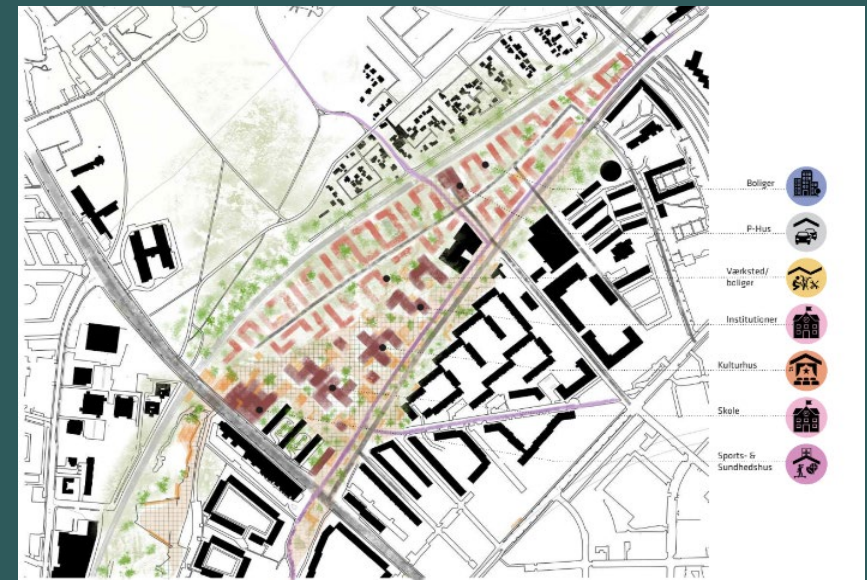 Boliger
P-Hus
Værksted/
boliger
Institutioner
Kulturhus
Skole
Sports- &
Sundhedshus